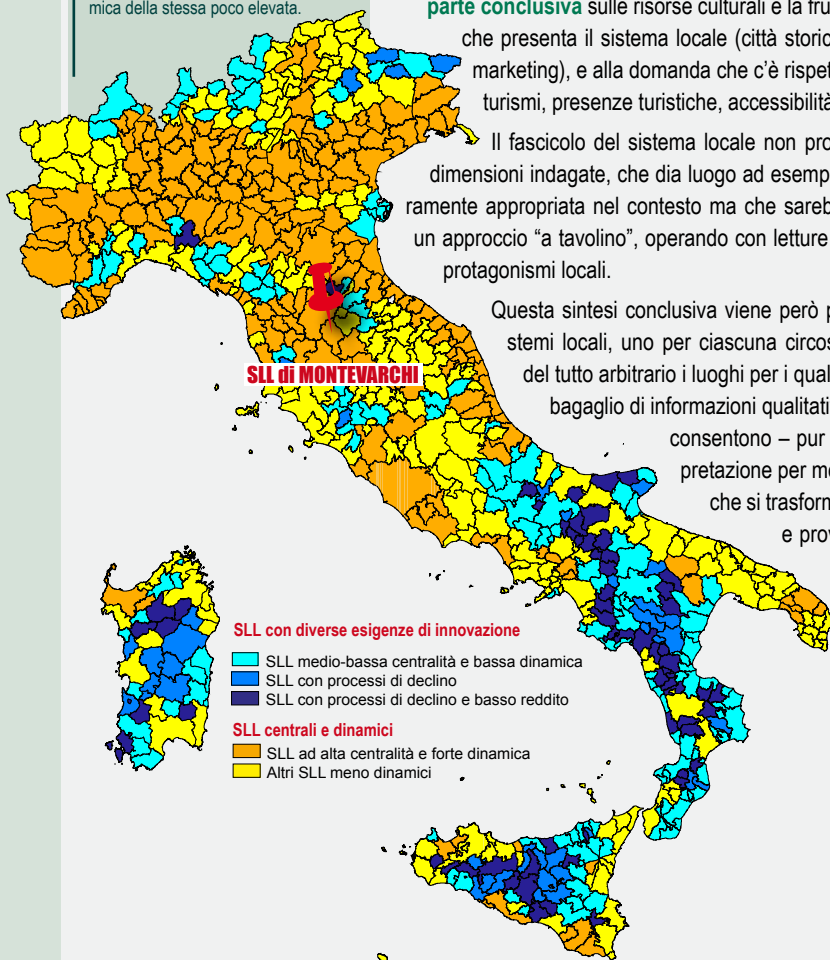 mica della stessa poco elevata.
parte conclusiva sulle risorse culturali e la fru
che presenta il sistema locale (città storic
marketing), e alla domanda che c'è rispet
turismi, presenze turistiche, accessibilità
Il fascicolo del sistema locale non pro
dimensioni indagate, che dia luogo ad esemp
ramente appropriata nel contesto ma che sareb
un approccio “a tavolino”, operando con letture
protagonismi locali.
Questa sintesi conclusiva viene però p
stemi locali, uno per ciascuna circos
del tutto arbitrario i luoghi per i qual
bagaglio di informazioni qualitati
consentono – pur
pretazione per me
che si trasform
e prov
SLL di MONTEVARCHI
SLL con diverse esigenze di innovazione
SLL medio-bassa centralità e bassa dinamica
SLL con processi di declino
SLL con processi di declino e basso reddito
SLL centrali e dinamici
SLL ad alta centralità e forte dinamica
Altri SLL meno dinamici